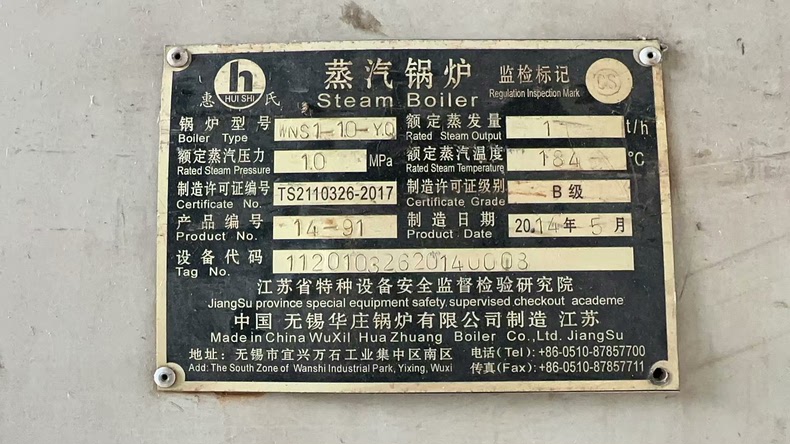 h
HUI SHI
惠 氏
蒸汽锅炉
Steam Boiler
监检标记
Regulation Inspection Mark
CS
锅炉型号 WNS1-1.0-Y.Q
Boiler Type
额定蒸发量 1 t/h
Rated Steam Output
额定蒸汽压力 1.0 MPa
Rated Steam Pressure
额定蒸汽温度 184 °C
Rated Steam Temperature
制造许可证编号 TS2110326-2017
Certificate No.
制造许可证级别 B 级
Certificate Grade
产品编号 14-91
Product No.
制造日期 2014年 5月
Product Date
设备代码 11201032620140008
Tag No.
江苏省特种设备安全监督检验研究院
JiangSu province special equipment safety, supervised checkout academe
中国 无锡华庄锅炉有限公司制造 江苏
Made in China WuXil Hua Zhuang Boiler Co.,Ltd. JiangSu
地址: 无锡市宜兴万石工业集中区南区 电话(Tel): +86-0510-87857700
Add: The South Zone of Wanshi Industrial Park, Yixing, Wuxi 传真(Fax): +86-0510-87857711